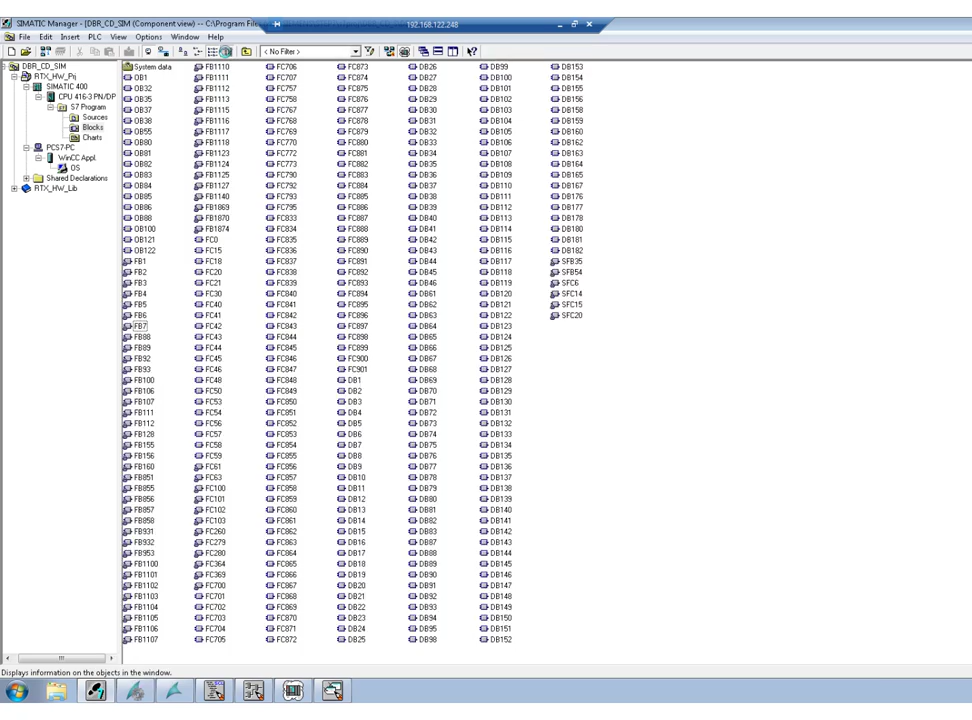 SIMATIC Manager - [DBR_CD_SIM (Component view) -- C:\Program File
192.168.122.248
File Edit Insert PLC View Options Window Help
< No Filter >
DBR_CD_SIM
RTX_HW_Prj
SIMATIC 400
CPU 416-3 PN/DP
S7 Program
Sources
Blocks
Charts
PCS7-PC
WinCC Appl.
OS
Shared Declarations
RTX_HW_Lib
System data FB1110 FC706 FC873 DB26 DB99 DB153
OB1 FB1111 FC707 FC874 DB27 DB100 DB154
OB32 FB1112 FC757 FC875 DB28 DB101 DB155
OB35 FB1113 FC758 FC876 DB29 DB102 DB156
OB37 FB1115 FC767 FC877 DB30 DB103 DB158
OB38 FB1116 FC768 FC878 DB31 DB104 DB159
OB55 FB1117 FC769 FC879 DB32 DB105 DB160
OB80 FB1118 FC770 FC880 DB33 DB106 DB162
OB81 FB1123 FC772 FC881 DB34 DB107 DB163
OB82 FB1124 FC773 FC882 DB35 DB108 DB164
OB83 FB1125 FC790 FC883 DB36 DB109 DB165
OB84 FB1127 FC792 FC884 DB37 DB110 DB167
OB85 FB1140 FC793 FC885 DB38 DB111 DB176
OB86 FB1869 FC795 FC886 DB39 DB112 DB177
OB88 FB1870 FC833 FC887 DB40 DB113 DB178
OB100 FB1874 FC834 FC888 DB41 DB114 DB180
OB121 FC0 FC835 FC889 DB42 DB115 DB181
OB122 FC15 FC836 FC890 DB43 DB116 DB182
FB1 FC18 FC837 FC891 DB44 DB117 SFB35
FB2 FC20 FC838 FC892 DB45 DB118 SFB54
FB3 FC21 FC839 FC893 DB46 DB119 SFC6
FB4 FC30 FC840 FC894 DB61 DB120 SFC14
FB5 FC40 FC841 FC895 DB62 DB121 SFC15
FB6 FC41 FC842 FC896 DB63 DB122 SFC20
FB7 FC42 FC843 FC897 DB64 DB123
FB88 FC43 FC844 FC898 DB65 DB124
FB89 FC44 FC845 FC899 DB66 DB125
FB92 FC45 FC846 FC900 DB67 DB126
FB93 FC46 FC847 FC901 DB68 DB127
FB100 FC48 FC848 DB1 DB69 DB128
FB106 FC50 FC849 DB2 DB70 DB129
FB107 FC53 FC850 DB3 DB71 DB130
FB111 FC54 FC851 DB4 DB72 DB131
FB112 FC56 FC852 DB5 DB73 DB132
FB128 FC57 FC853 DB6 DB74 DB133
FB155 FC58 FC854 DB7 DB75 DB134
FB156 FC59 FC855 DB8 DB76 DB135
FB160 FC61 FC856 DB9 DB77 DB136
FB851 FC63 FC857 DB10 DB78 DB137
FB855 FC100 FC858 DB11 DB79 DB138
FB856 FC101 FC859 DB12 DB80 DB139
FB857 FC102 FC860 DB13 DB81 DB140
FB858 FC103 FC861 DB14 DB82 DB141
FB931 FC260 FC862 DB15 DB83 DB142
FB932 FC279 FC863 DB16 DB87 DB143
FB953 FC280 FC864 DB17 DB88 DB144
FB1100 FC364 FC865 DB18 DB89 DB145
FB1101 FC369 FC866 DB19 DB90 DB146
FB1102 FC700 FC867 DB20 DB91 DB147
FB1103 FC701 FC868 DB21 DB92 DB148
FB1104 FC702 FC869 DB22 DB93 DB149
FB1105 FC703 FC870 DB23 DB94 DB150
FB1106 FC704 FC871 DB24 DB95 DB151
FB1107 FC705 FC872 DB25 DB98 DB152
Displays information on the objects in the window.